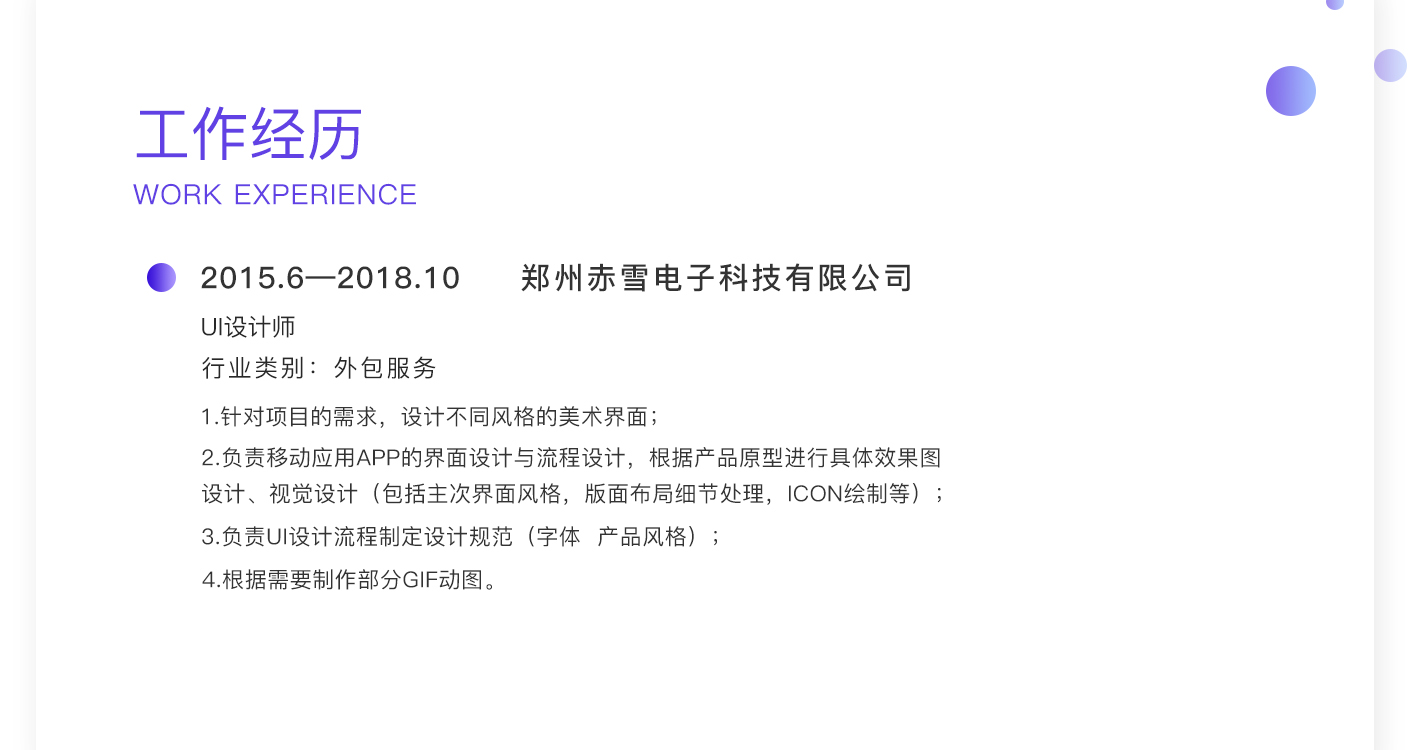 工作经历
WORK EXPERIENCE
2015.6—2018.10 郑州赤雪电子科技有限公司
UI设计师
行业类别：外包服务
1.针对项目的需求，设计不同风格的美术界面；
2.负责移动应用APP的界面设计与流程设计，根据产品原型进行具体效果图
设计、视觉设计（包括主次界面风格，版面布局细节处理，ICON绘制等）；
3.负责UI设计流程制定设计规范（字体 产品风格）；
4.根据需要制作部分GIF动图。